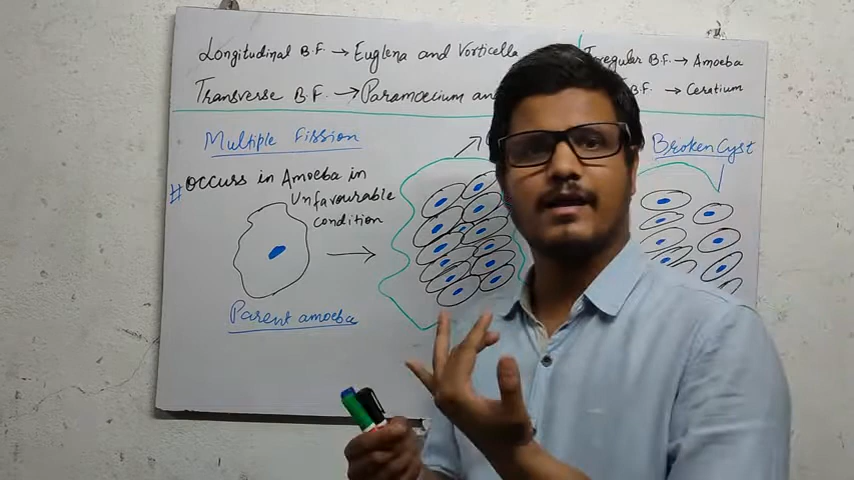 Longitudinal B.F → Euglena and Vorticella
Irregular B.F → Amoeba
Transverse B.F. → Paramoecium an
B.F. → Ceratium
Multiple Fission
Broken Cyst
# Occurs in Amoeba in
Unfavourable
condition
Parent amoeba